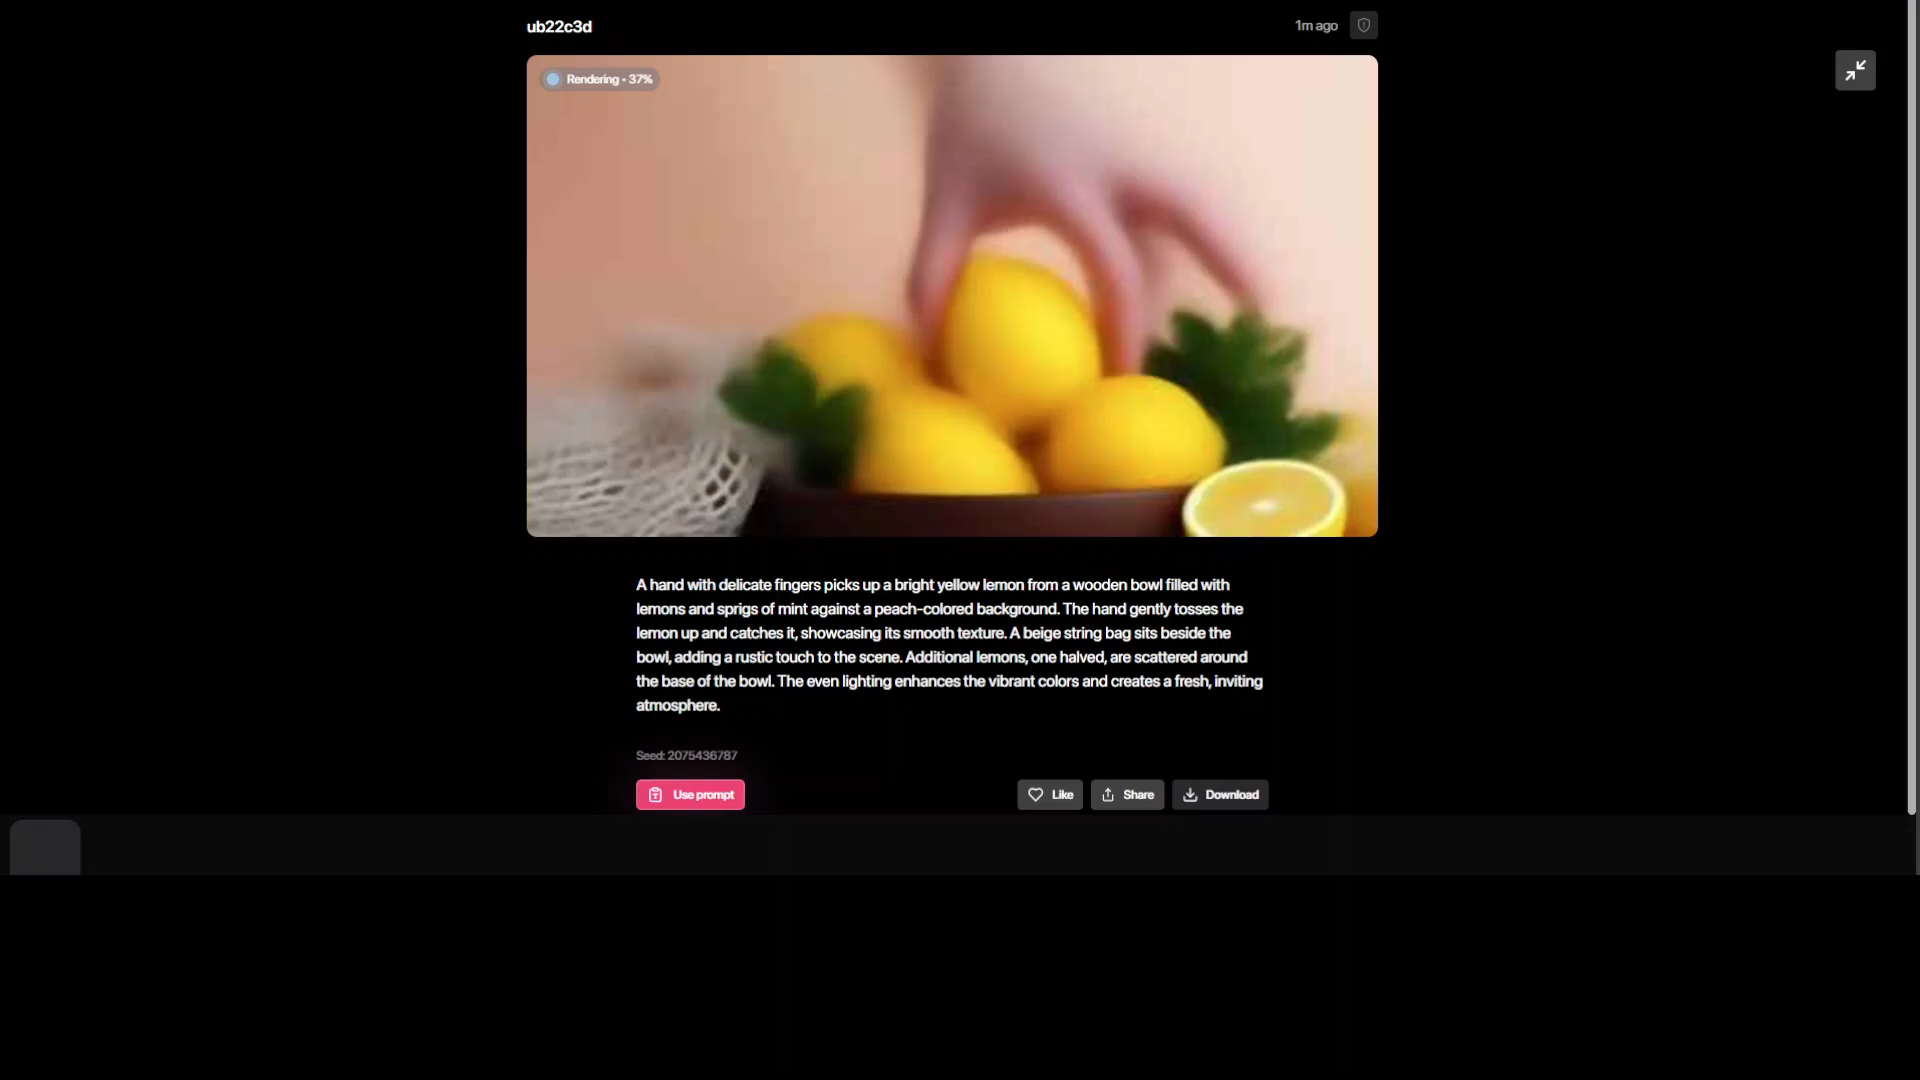 ub22c3d
1m ago
Rendering • 37%
A hand with delicate fingers picks up a bright yellow lemon from a wooden bowl filled with
lemons and sprigs of mint against a peach-colored background. The hand gently tosses the
lemon up and catches it, showcasing its smooth texture. A beige string bag sits beside the
bowl, adding a rustic touch to the scene. Additional lemons, one halved, are scattered around
the base of the bowl. The even lighting enhances the vibrant colors and creates a fresh, inviting
atmosphere.
Seed: 2075436787
Use prompt
Like
Share
Download